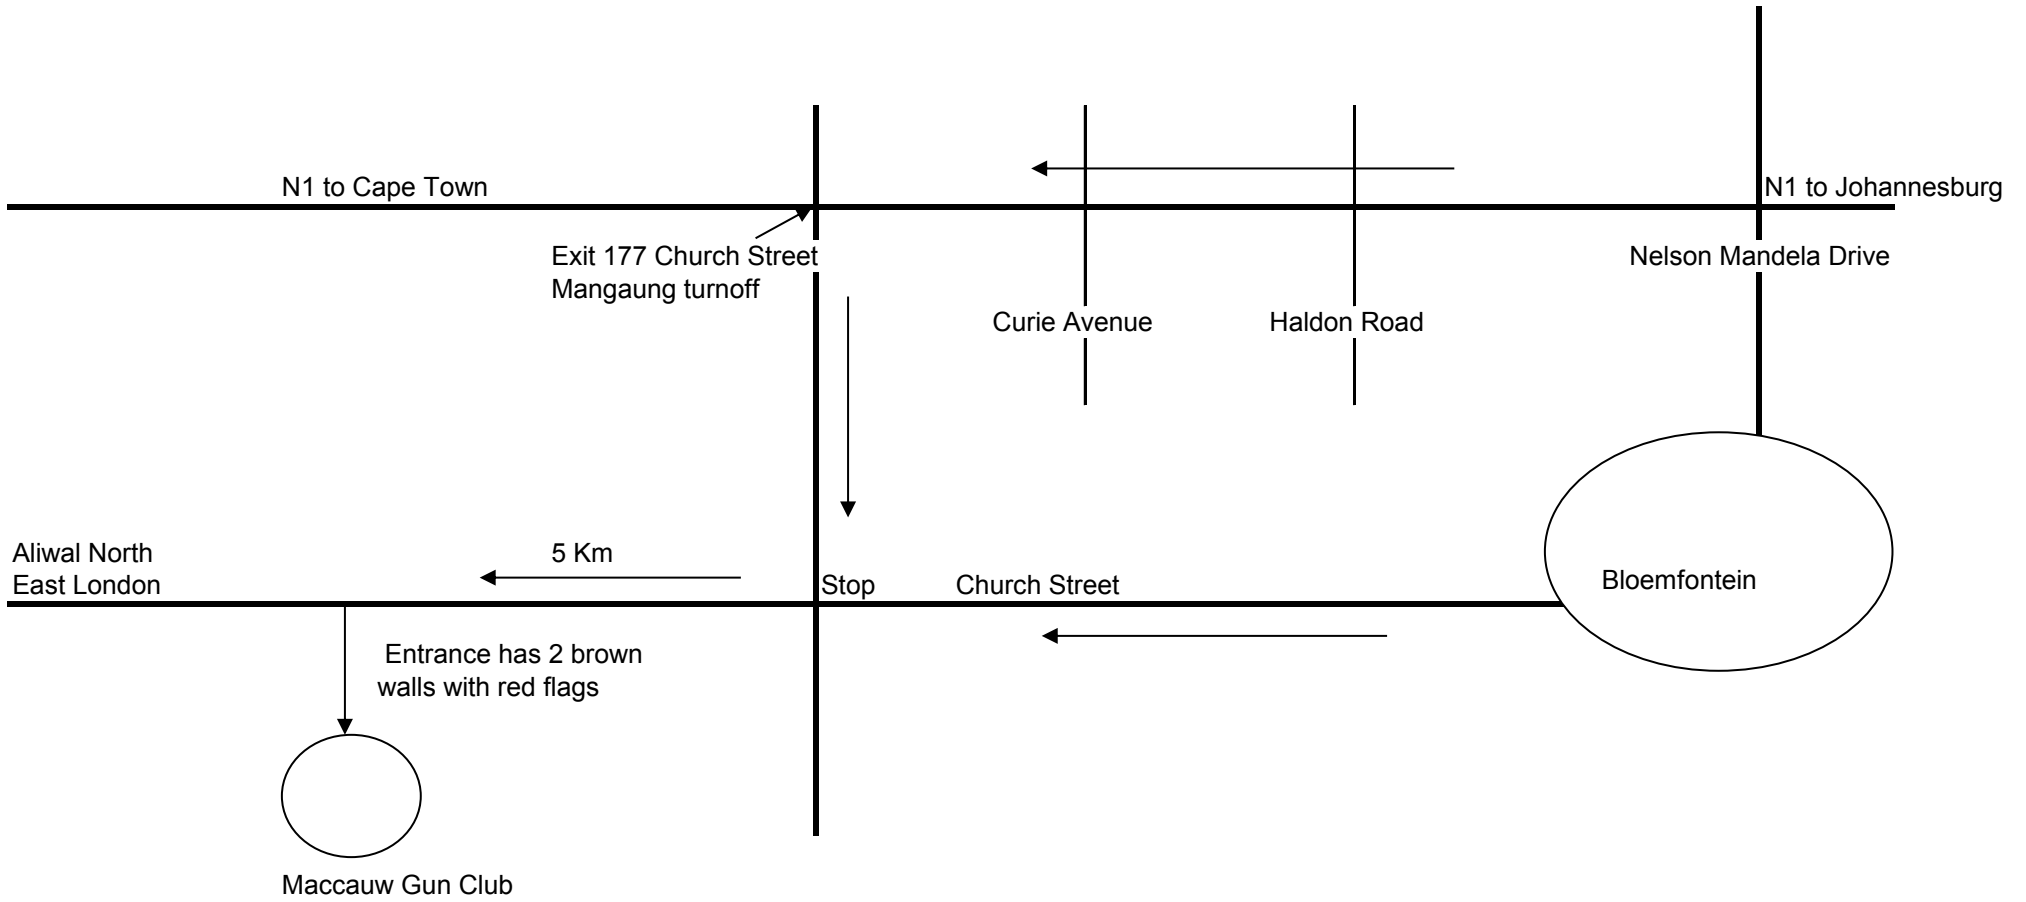 N1 to Cape Town
N1 to Johannesburg
Exit 177 Church Street
Mangaung turnoff
Nelson Mandela Drive
Curie Avenue
Haldon Road
Aliwal North
East London
5 Km
Stop
Church Street
Bloemfontein
Entrance has 2 brown
walls with red flags
Maccauw Gun Club